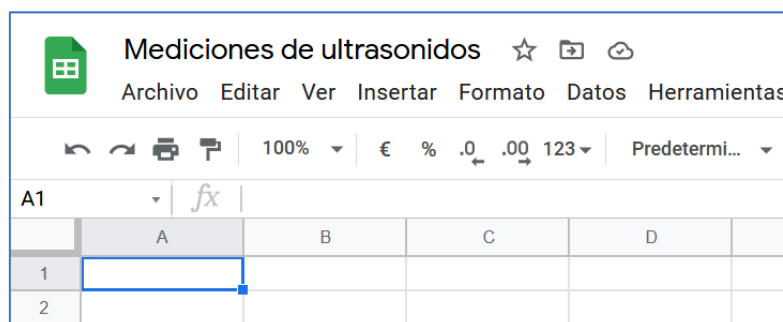 Mediciones de ultrasonidos
Archivo Editar Ver Insertar Formato Datos Herramientas
100% € % .0 .00 123 Predetermi...
A1 fx
A B C D
1
2